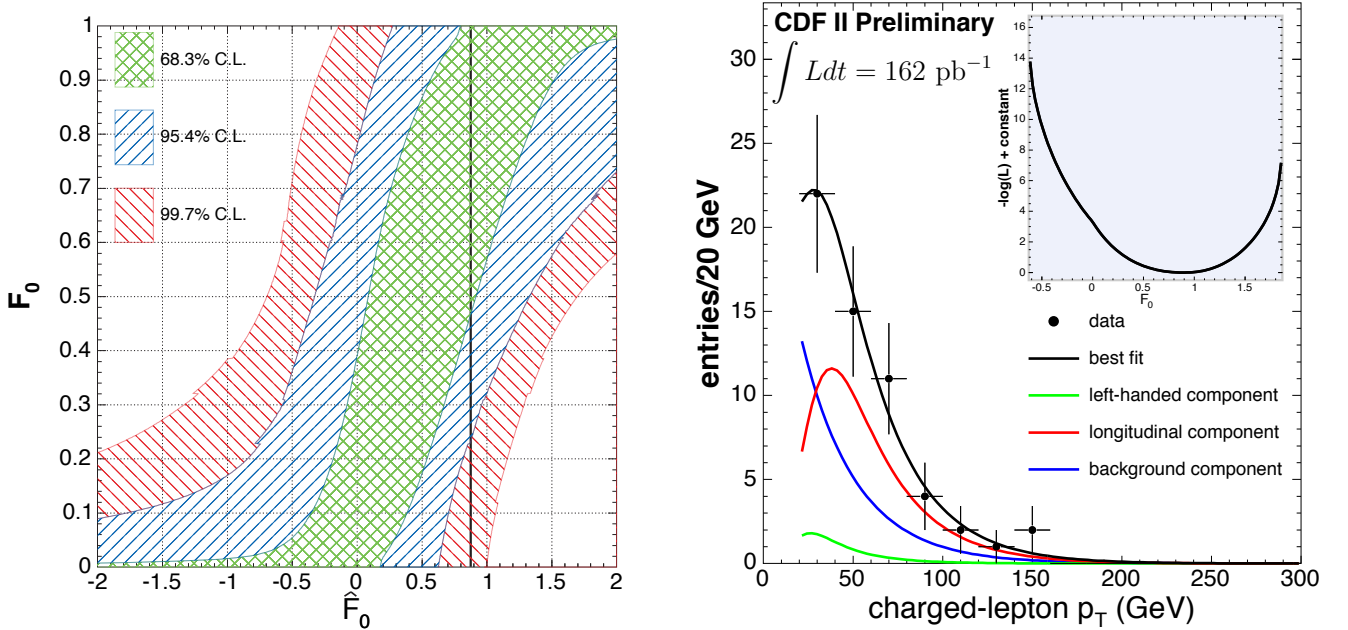 68.3% C.L.
95.4% C.L.
99.7% C.L.
1
0.9
0.8
0.7
0.6
0.5
0.4
0.3
0.2
0.1
0
F₀
-2 -1.5 -1 -0.5 0 0.5 1 1.5 2
F̂₀
CDF II Preliminary
∫ Ldt = 162 pb⁻¹
entries/20 GeV
30
25
20
15
10
5
0
0 50 100 150 200 250 300
charged-lepton p_T (GeV)
-log(L) + constant
16
14
12
10
8
6
4
2
0
-0.5 0 0.5 1 1.5
F₀
data
best fit
left-handed component
longitudinal component
background component